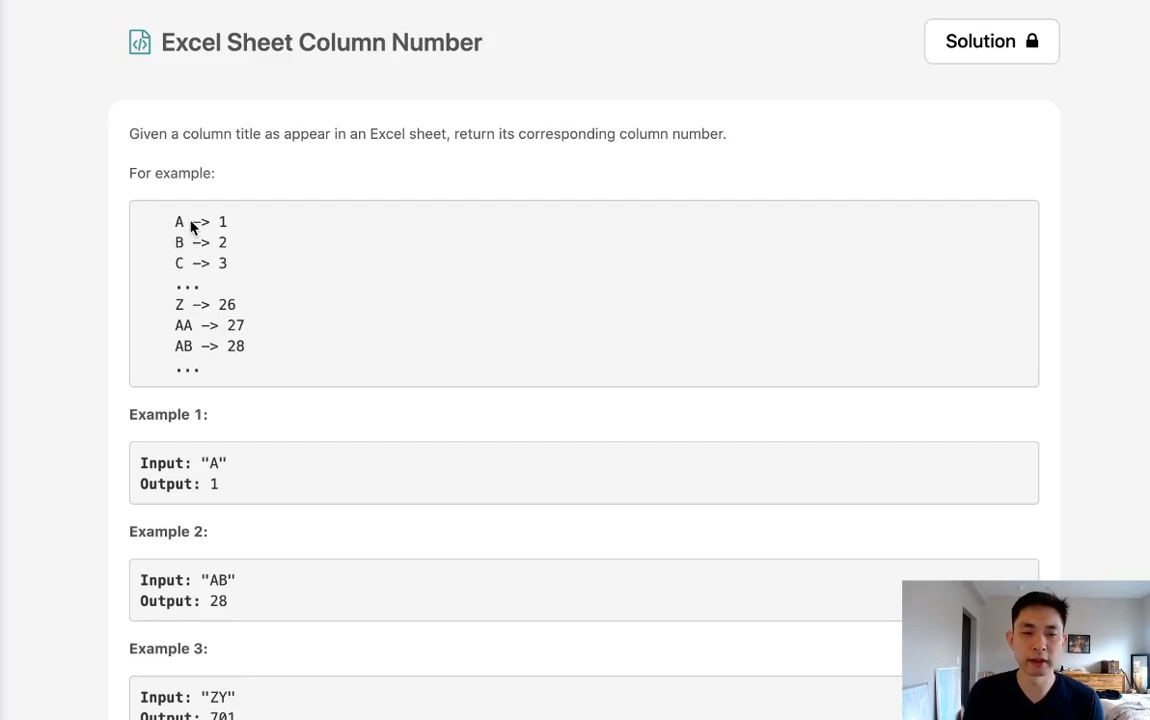 Excel Sheet Column Number
Solution
Given a column title as appear in an Excel sheet, return its corresponding column number.
For example:
A -> 1
B -> 2
C -> 3
...
Z -> 26
AA -> 27
AB -> 28
...
Example 1:
Input: "A"
Output: 1
Example 2:
Input: "AB"
Output: 28
Example 3:
Input: "ZY"
Output: 701